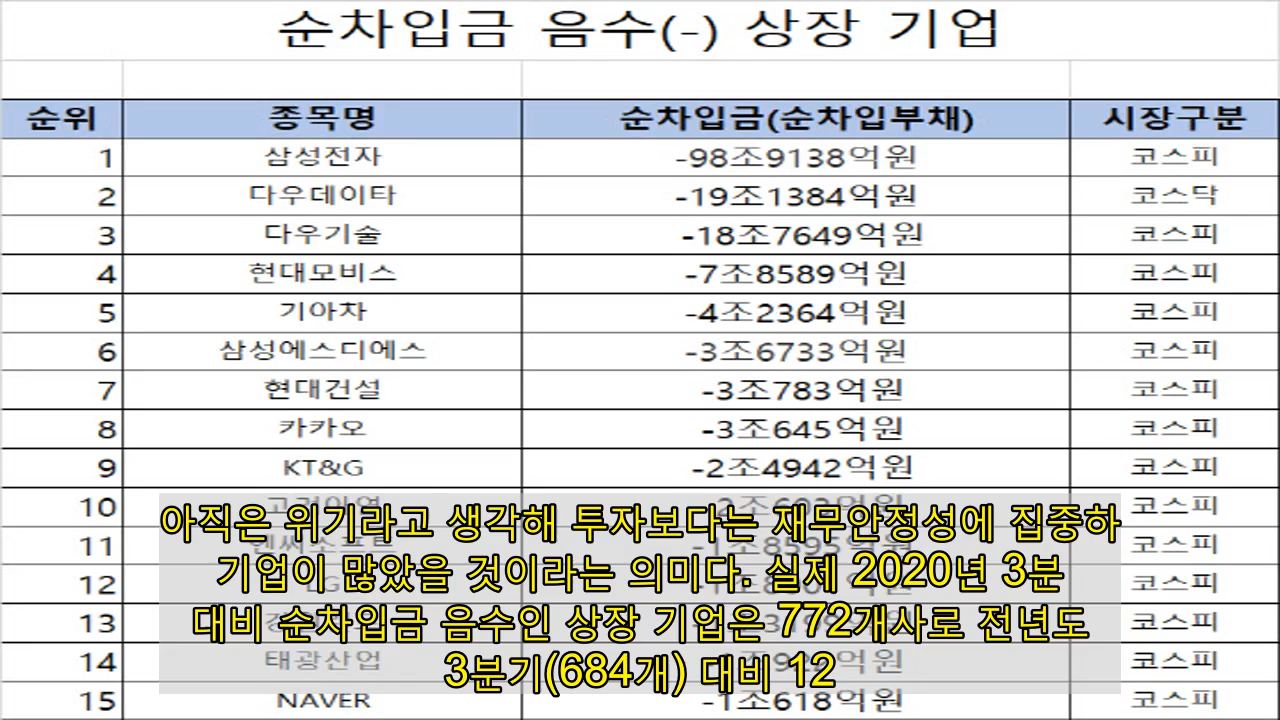 순차입금 음수(-) 상장 기업
순위 종목명 순차입금(순차입부채) 시장구분
1 삼성전자 -98조9138억원 코스피
2 다우데이타 -19조1384억원 코스닥
3 다우기술 -18조7649억원 코스피
4 현대모비스 -7조8589억원 코스피
5 기아차 -4조2364억원 코스피
6 삼성에스디에스 -3조6733억원 코스피
7 현대건설 -3조783억원 코스피
8 카카오 -3조645억원 코스피
9 KT&G -2조4942억원 코스피
10 코스피
아직은 위기라고 생각해 투자보다는 재무안정성에 집중하
11 코스피
기업이 많았을 것이라는 의미다. 실제 2020년 3분
12 코스피
대비 순차입금 음수인 상장 기업은 772개사로 전년도
13 코스피
14 태광산업 코스피
3분기(684개) 대비 12
15 NAVER -1조618억원 코스피